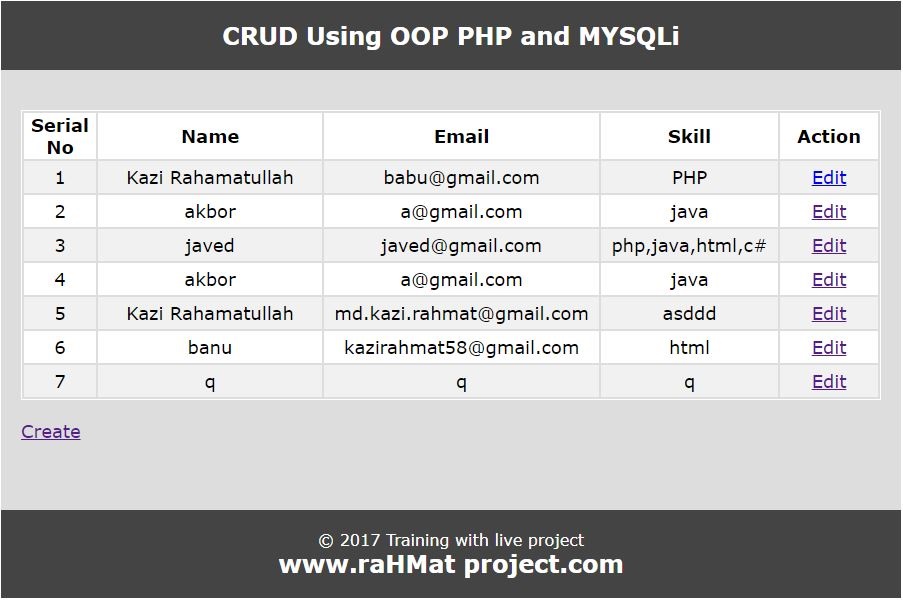 CRUD Using OOP PHP and MYSQLi
Serial No Name Email Skill Action
1 Kazi Rahamatullah babu@gmail.com PHP Edit
2 akbor a@gmail.com java Edit
3 javed javed@gmail.com php,java,html,c# Edit
4 akbor a@gmail.com java Edit
5 Kazi Rahamatullah md.kazi.rahmat@gmail.com asddd Edit
6 banu kazirahmat58@gmail.com html Edit
7 q q q Edit
Create
© 2017 Training with live project
www.raHMat project.com